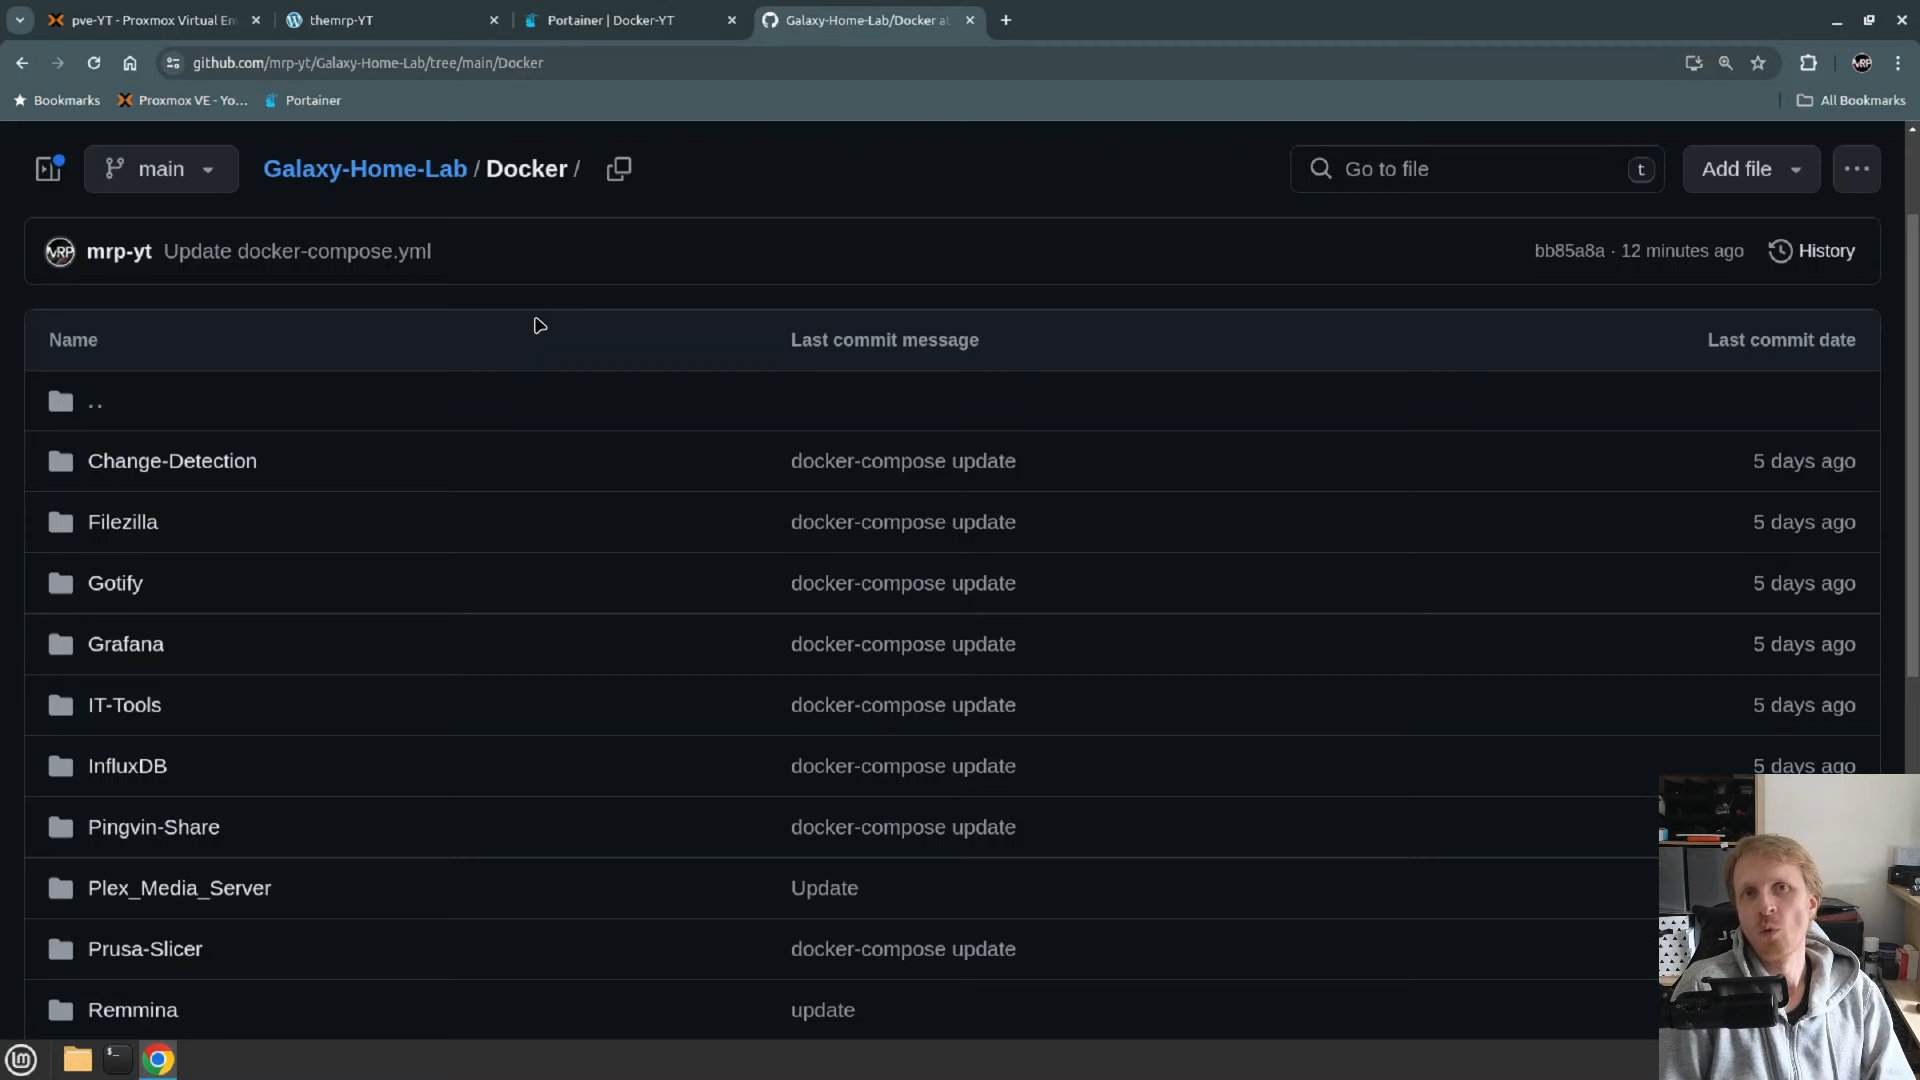 pve-YT - Proxmox Virtual En
themrp-YT
Portainer | Docker-YT
Galaxy-Home-Lab/Docker at
github.com/mrp-yt/Galaxy-Home-Lab/tree/main/Docker
Bookmarks
Proxmox VE - Yo...
Portainer
All Bookmarks
main
Galaxy-Home-Lab / Docker /
Go to file
t
Add file
mrp-yt Update docker-compose.yml
bb85a8a · 12 minutes ago
History
Name Last commit message Last commit date
..
Change-Detection docker-compose update 5 days ago
Filezilla docker-compose update 5 days ago
Gotify docker-compose update 5 days ago
Grafana docker-compose update 5 days ago
IT-Tools docker-compose update 5 days ago
InfluxDB docker-compose update 5 days ago
Pingvin-Share docker-compose update
Plex_Media_Server Update
Prusa-Slicer docker-compose update
Remmina update